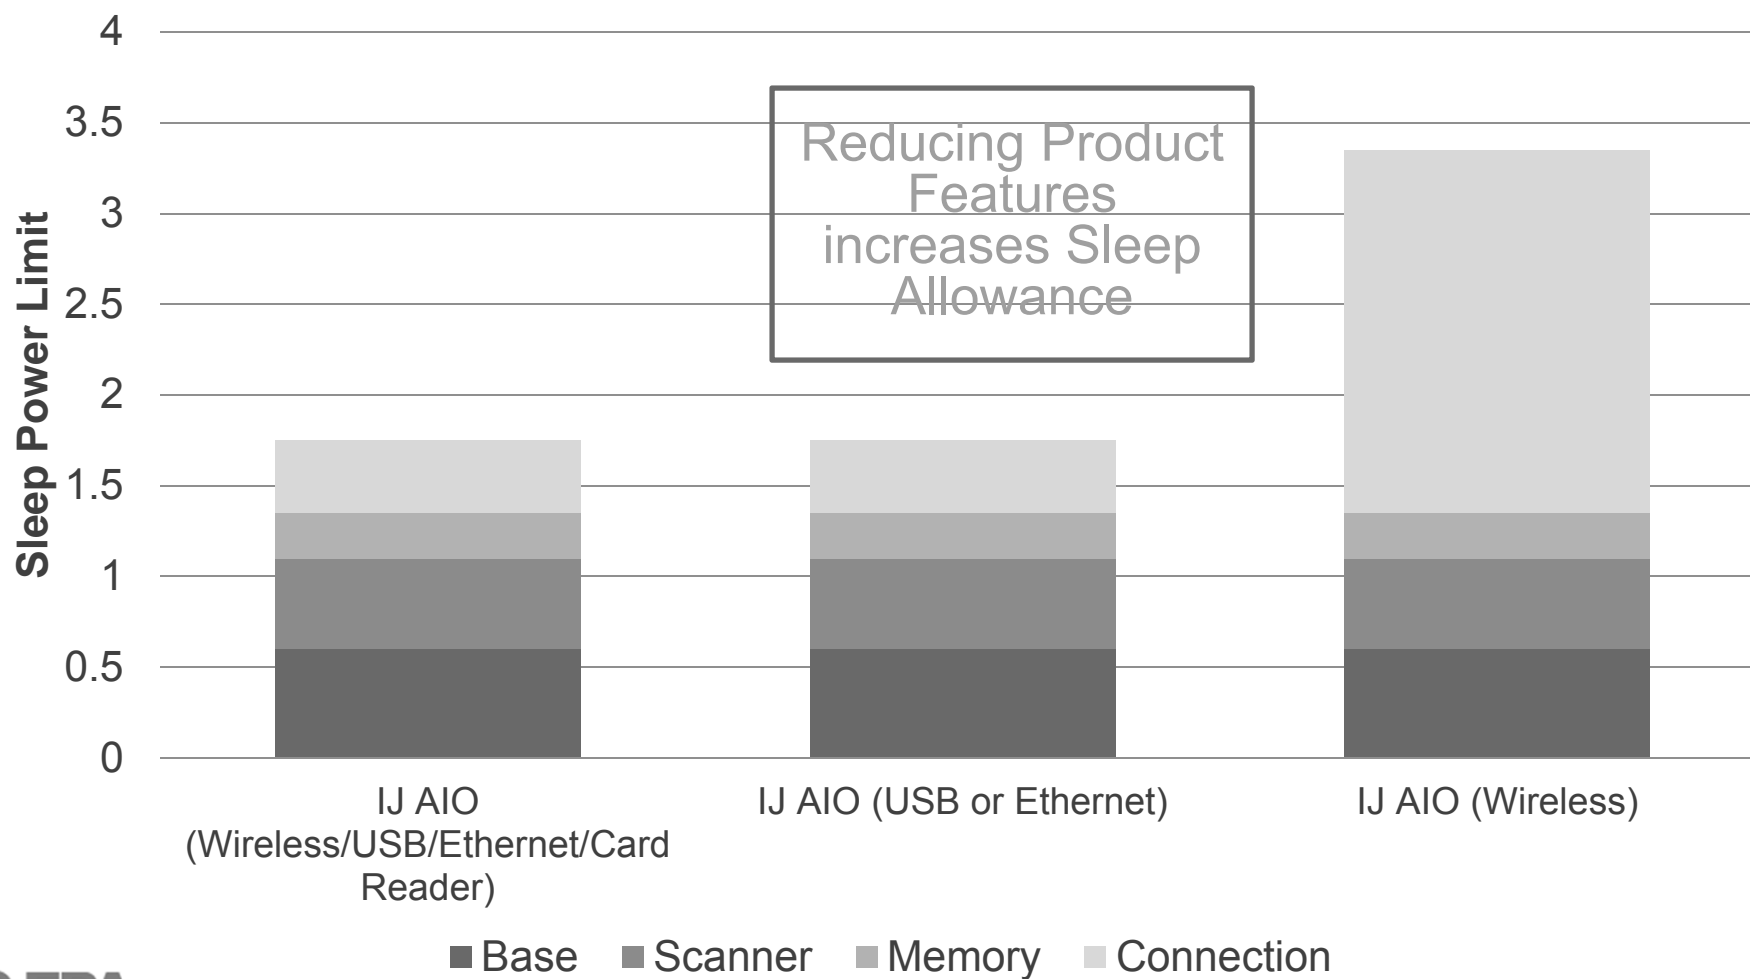 4
3.5
3
2.5
2
1.5
1
0.5
0
Sleep Power Limit
Reducing Product
Features
increases Sleep
Allowance
IJ AIO
(Wireless/USB/Ethernet/Card
Reader)
IJ AIO (USB or Ethernet)
IJ AIO (Wireless)
Base Scanner Memory Connection